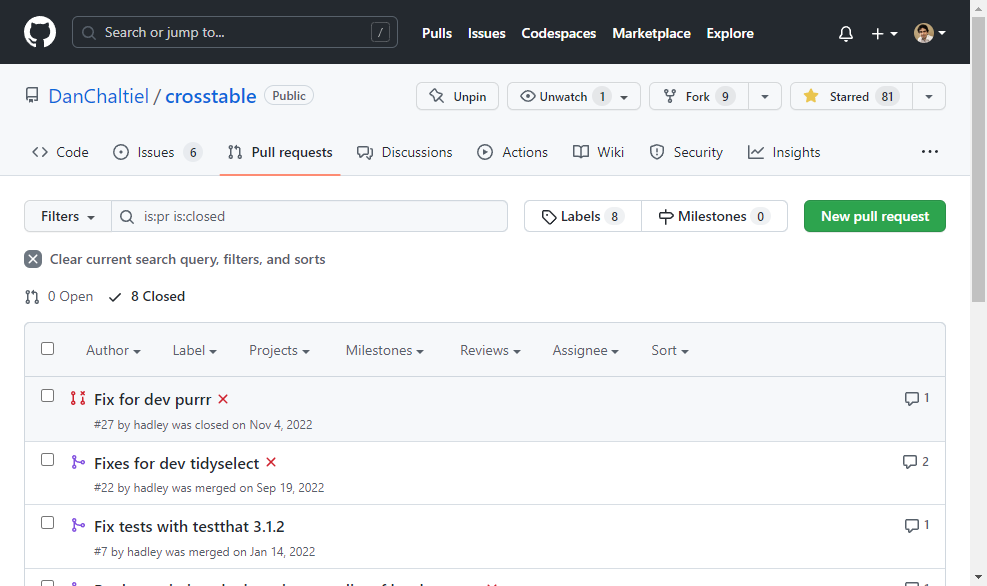 Search or jump to... / Pulls Issues Codespaces Marketplace Explore
DanChaltiel / crosstable Public Unpin Unwatch 1 Fork 9 Starred 81
Code Issues 6 Pull requests Discussions Actions Wiki Security Insights ...
Filters is:pr is:closed Labels 8 Milestones 0 New pull request
Clear current search query, filters, and sorts
0 Open 8 Closed
Author Label Projects Milestones Reviews Assignee Sort
Fix for dev purrr 1
#27 by hadley was closed on Nov 4, 2022
Fixes for dev tidyselect 2
#22 by hadley was merged on Sep 19, 2022
Fix tests with testthat 3.1.2 1
#7 by hadley was merged on Jan 14, 2022